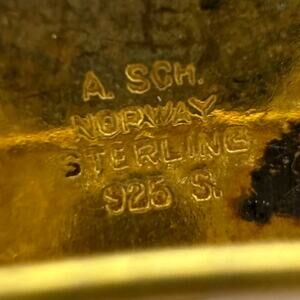 A. SCH.
NORWAY
STERLING
925 S.